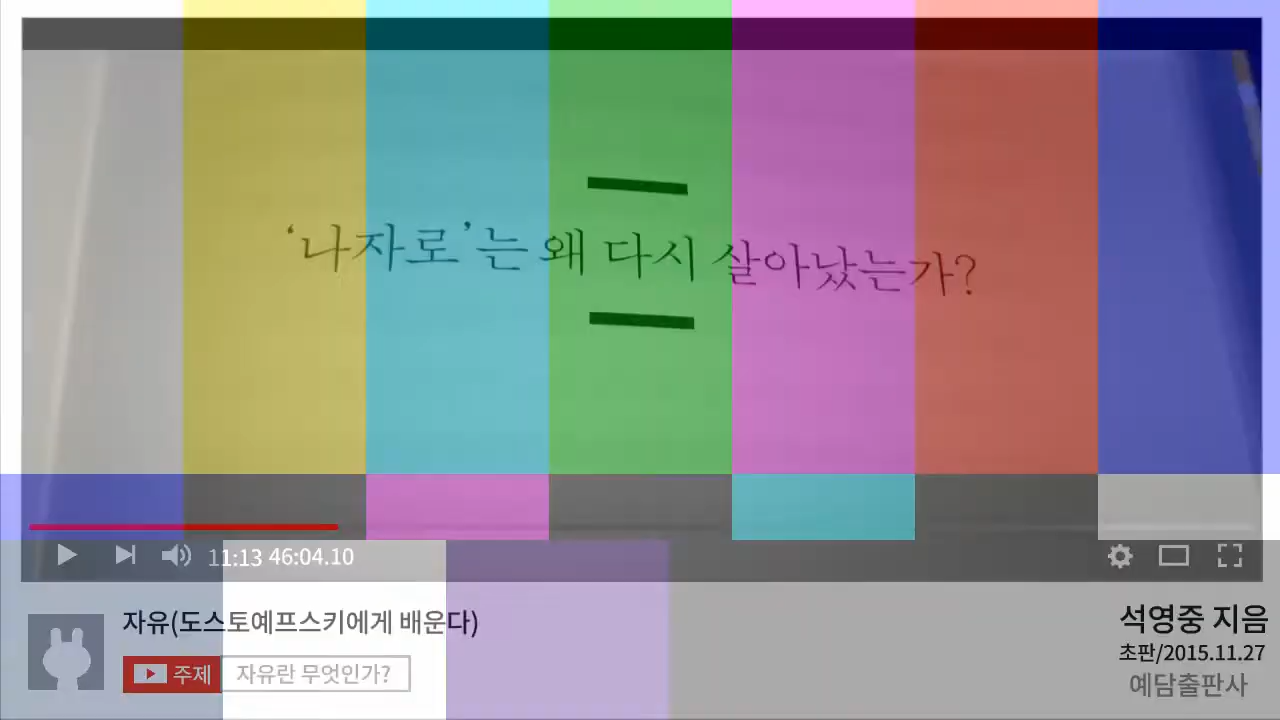 ‘나자로’는 왜 다시 살아났는가?
11:13 46:04.10
자유(도스토예프스키에게 배운다)
주제 자유란 무엇인가?
석영중 지음
초판/2015.11.27
예담출판사